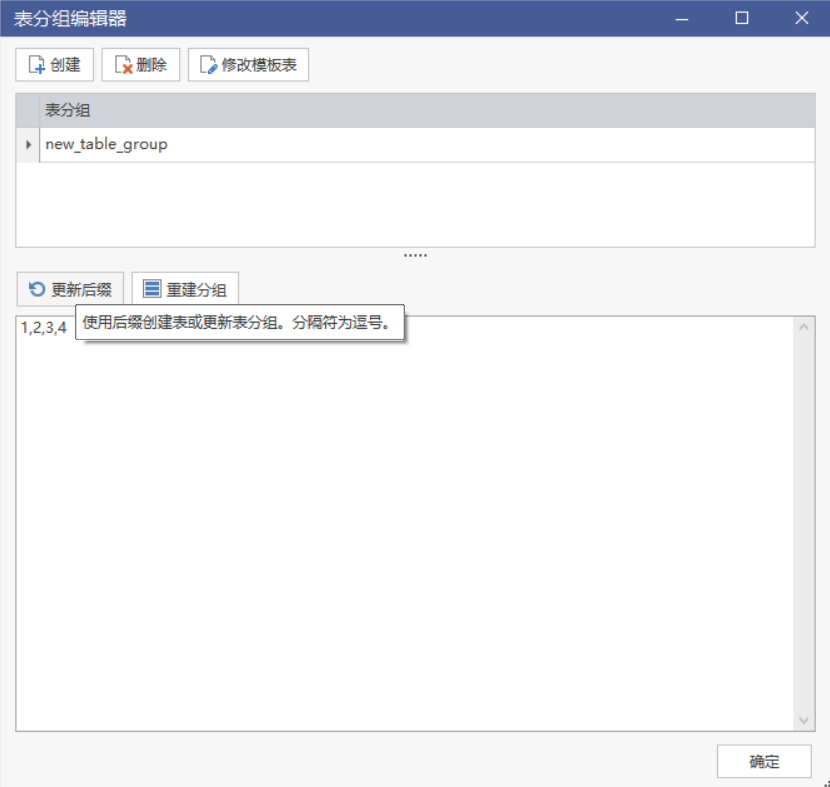 表分组编辑器
创建 删除 修改模板表
表分组
new_table_group
更新后缀 重建分组
使用后缀创建表或更新表分组。分隔符为逗号。
1,2,3,4
确定